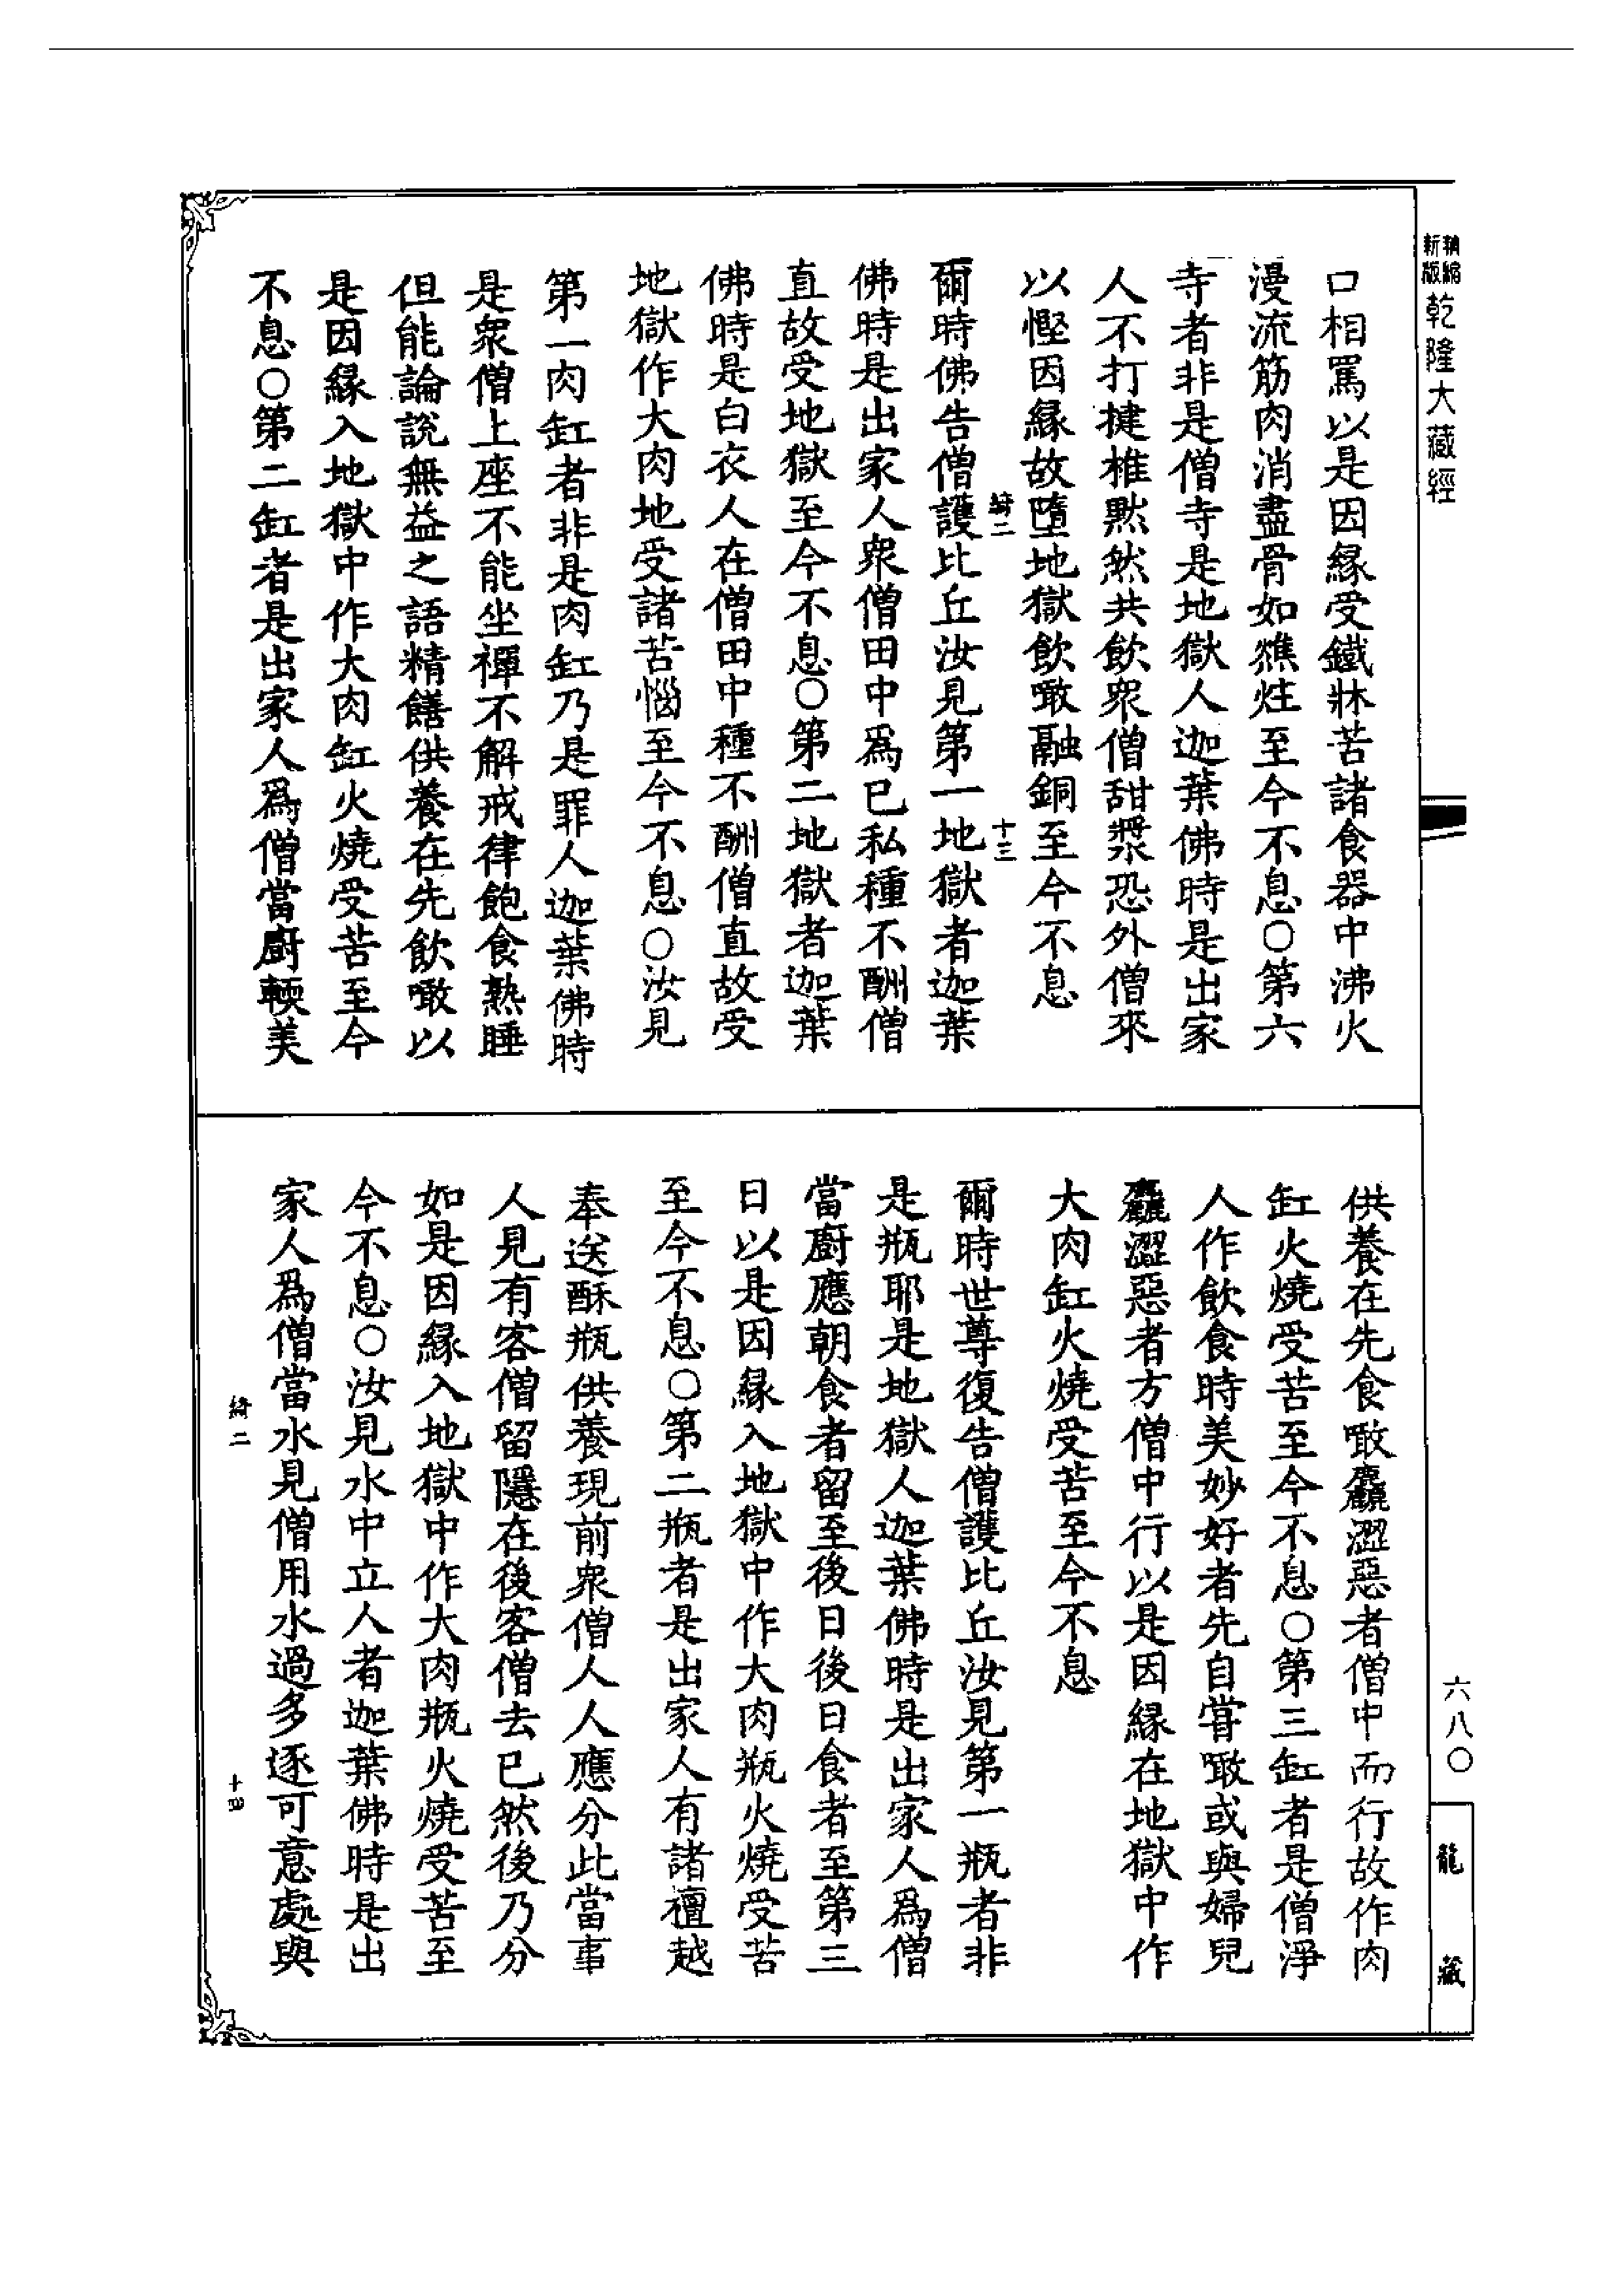 新編縮版 乾隆大藏經
口相罵以是因緣受鐵牀苦諸食器中沸火
漫流筋肉消盡骨如燋炷至今不息○第六
寺者非是僧寺是地獄人迦葉佛時是出家
人不打揵椎默然共飲眾僧甜漿恐外僧來
以慳因緣故墮地獄飲噉融銅至今不息
綺二 十三
爾時佛告僧護比丘汝見第一地獄者迦葉
佛時是出家人眾僧田中爲已私種不酬僧
直故受地獄至今不息○第二地獄者迦葉
佛時是白衣人在僧田中種不酬僧直故受
地獄作大肉地受諸苦惱至今不息○汝見
第一肉缸者非是肉缸乃是罪人迦葉佛時
是眾僧上座不能坐禪不解戒律飽食熟睡
但能論說無益之語精饍供養在先飲噉以
是因緣入地獄中作大肉缸火燒受苦至今
不息○第二缸者是出家人爲僧當廚輭美
供養在先食噉麤澀惡者僧中而行故作肉
缸火燒受苦至今不息○第三缸者是僧淨
人作飲食時美妙好者先自甞噉或與婦兒
麤澀惡者方僧中行以是因緣在地獄中作
大肉缸火燒受苦至今不息
爾時世尊復告僧護比丘汝見第一瓶者非
是瓶耶是地獄人迦葉佛時是出家人爲僧
當廚應朝食者留至後日後日食者至第三
日以是因緣入地獄中作大肉瓶火燒受苦
至今不息○第二瓶者是出家人有諸檀越
奉送酥瓶供養現前眾僧人人應分此當事
人見有客僧留隱在後客僧去已然後乃分
如是因緣入地獄中作大肉瓶火燒受苦至
今不息○汝見水中立人者迦葉佛時是出
家人爲僧當水見僧用水過多逐可意處與
綺二 十四
六八〇
龍藏